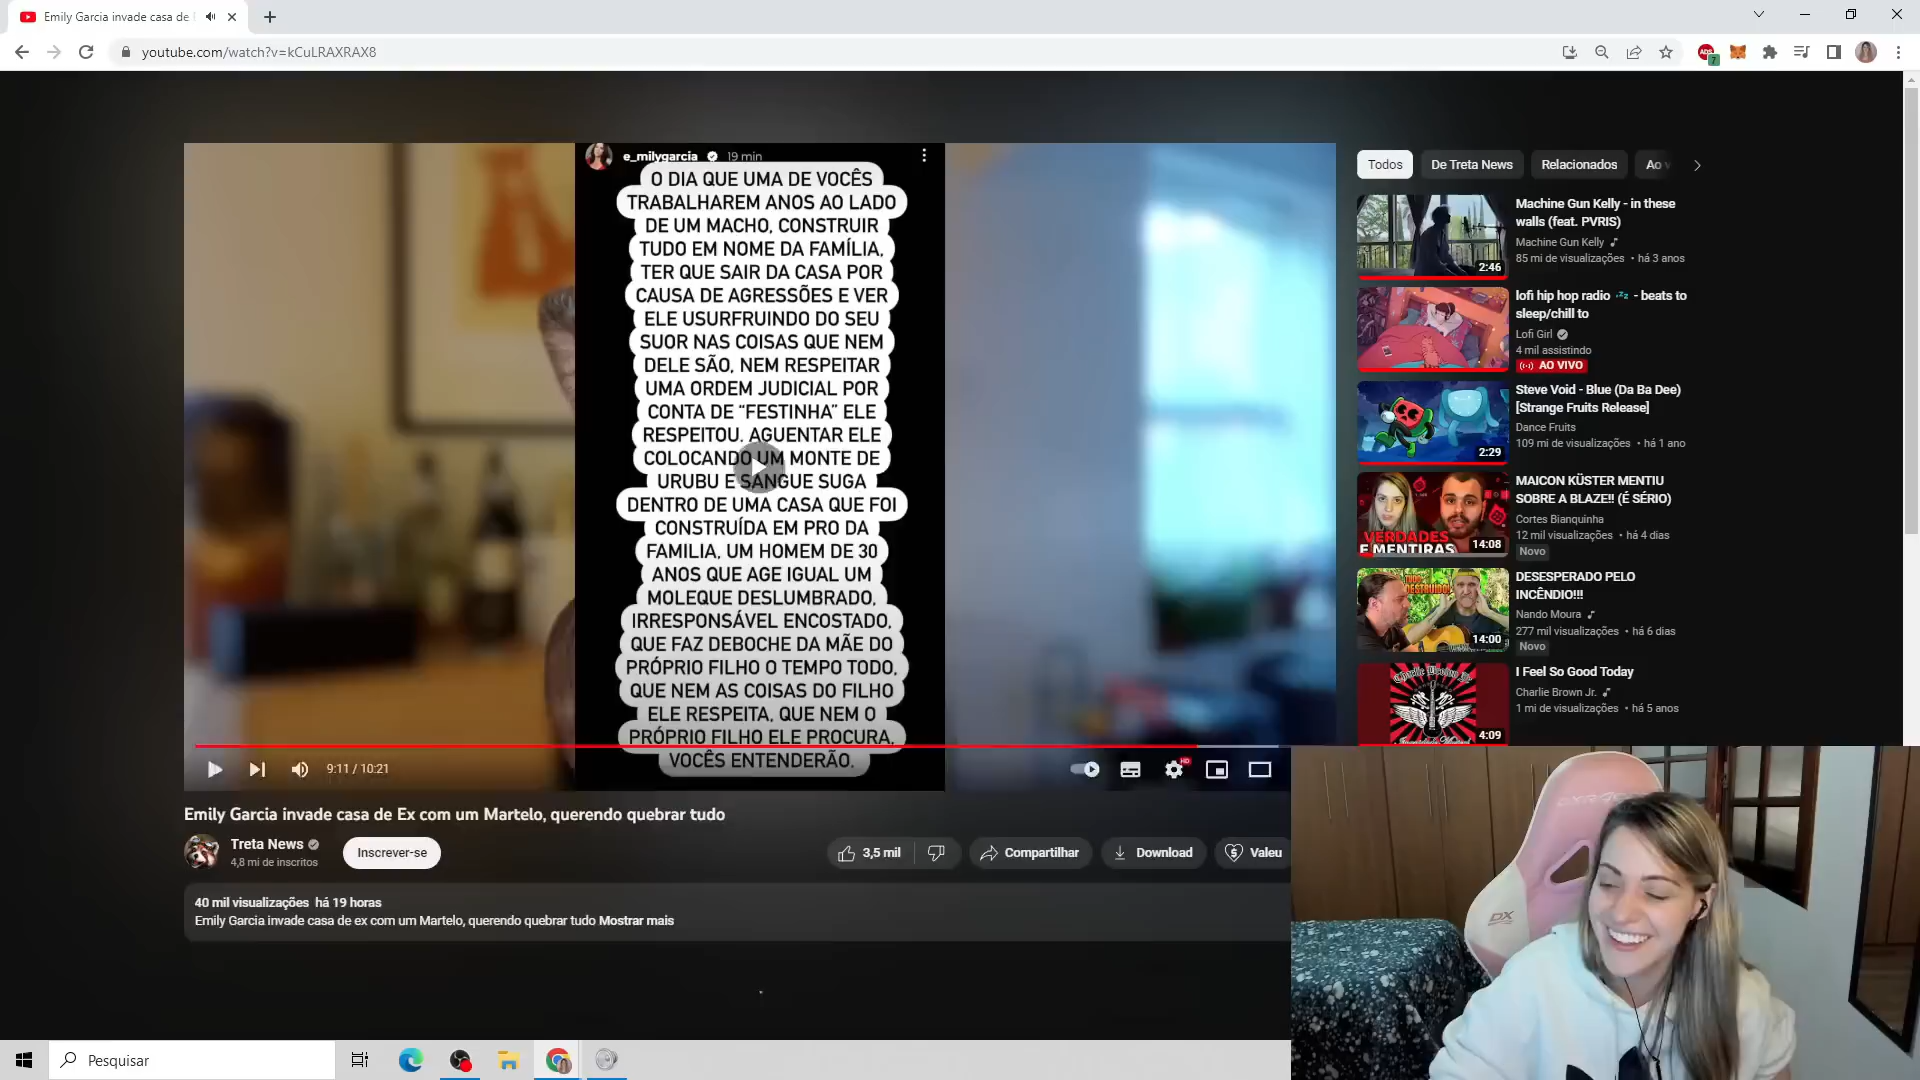 Emily Garcia invade casa de
youtube.com/watch?v=kCuLRAXRAX8
ADS
7
e_milygarcia 19 min
O DIA QUE UMA DE VOCÊS
TRABALHAREM ANOS AO LADO
DE UM MACHO, CONSTRUIR
TUDO EM NOME DA FAMÍLIA,
TER QUE SAIR DA CASA POR
CAUSA DE AGRESSÕES E VER
ELE USURFRUINDO DO SEU
SUOR NAS COISAS QUE NEM
DELE SÃO, NEM RESPEITAR
UMA ORDEM JUDICIAL POR
CONTA DE “FESTINHA” ELE
RESPEITOU. AGUENTAR ELE
COLOCANDO UM MONTE DE
URUBU E SANGUE SUGA
DENTRO DE UMA CASA QUE FOI
CONSTRUÍDA EM PRO DA
FAMILIA, UM HOMEM DE 30
ANOS QUE AGE IGUAL UM
MOLEQUE DESLUMBRADO,
IRRESPONSÁVEL ENCOSTADO,
QUE FAZ DEBOCHE DA MÃE DO
PRÓPRIO FILHO O TEMPO TODO,
QUE NEM AS COISAS DO FILHO
ELE RESPEITA, QUE NEM O
PRÓPRIO FILHO ELE PROCURA,
VOCÊS ENTENDERÃO.
9:11 / 10:21
HD
Emily Garcia invade casa de Ex com um Martelo, querendo quebrar tudo
Treta News
4,8 mi de inscritos
Inscrever-se
3,5 mil
Compartilhar
Download
Valeu
40 mil visualizações há 19 horas
Emily Garcia invade casa de ex com um Martelo, querendo quebrar tudo Mostrar mais
Todos
De Treta News
Relacionados
Ao v
Machine Gun Kelly - in these
walls (feat. PVRIS)
Machine Gun Kelly
85 mi de visualizações • há 3 anos
2:46
lofi hip hop radio 💤 - beats to
sleep/chill to
Lofi Girl
4 mil assistindo
AO VIVO
Steve Void - Blue (Da Ba Dee)
[Strange Fruits Release]
Dance Fruits
109 mi de visualizações • há 1 ano
2:29
MAICON KÜSTER MENTIU
SOBRE A BLAZE!! (É SÉRIO)
Cortes Bianquinha
12 mil visualizações • há 4 dias
Novo
VERDADES
E MENTIRAS
14:08
DESESPERADO PELO
INCÊNDIO!!!
Nando Moura
277 mil visualizações • há 6 dias
Novo
14:00
I Feel So Good Today
Charlie Brown Jr.
1 mi de visualizações • há 5 anos
Charlie Brown Jr
4:09
DX
Pesquisar